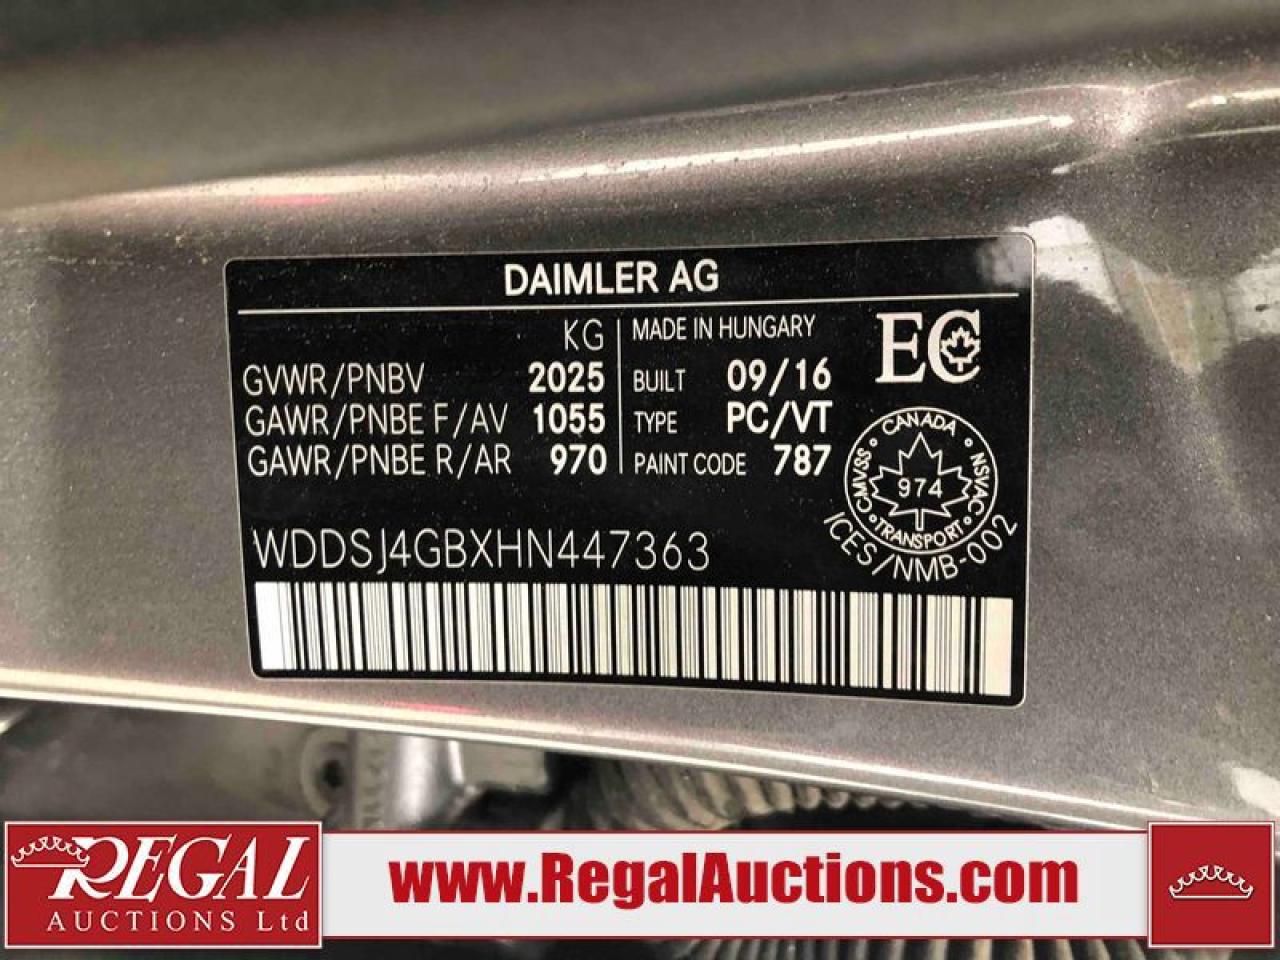 DAIMLER AG
KG
GVWR/PNBV 2025
GAWR/PNBE F/AV 1055
GAWR/PNBE R/AR 970
MADE IN HUNGARY
BUILT 09/16
TYPE PC/VT
PAINT CODE 787
EC
CANADA
CMVSS 974 NSVAC
TRANSPORT
ICES/NMB-002
WDDSJ4GBXHN447363
REGAL
AUCTIONS Ltd
www.RegalAuctions.com